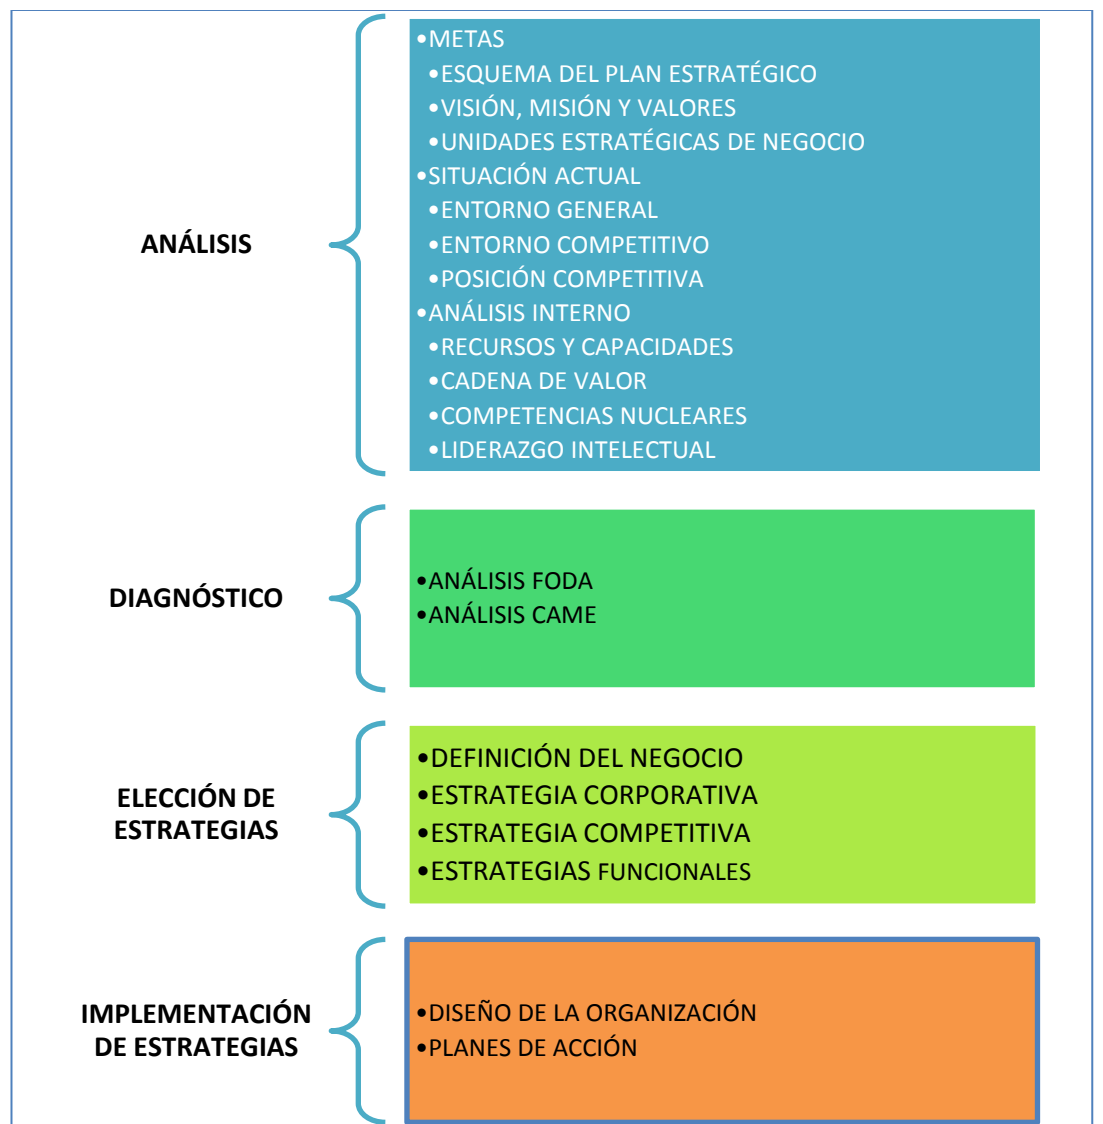 •METAS
•ESQUEMA DEL PLAN ESTRATÉGICO
•VISIÓN, MISIÓN Y VALORES
•UNIDADES ESTRATÉGICAS DE NEGOCIO
•SITUACIÓN ACTUAL
•ENTORNO GENERAL
ANÁLISIS
•ENTORNO COMPETITIVO
•POSICIÓN COMPETITIVA
•ANÁLISIS INTERNO
•RECURSOS Y CAPACIDADES
•CADENA DE VALOR
•COMPETENCIAS NUCLEARES
•LIDERAZGO INTELECTUAL
DIAGNÓSTICO
•ANÁLISIS FODA
•ANÁLISIS CAME
ELECCIÓN DE
ESTRATEGIAS
•DEFINICIÓN DEL NEGOCIO
•ESTRATEGIA CORPORATIVA
•ESTRATEGIA COMPETITIVA
•ESTRATEGIAS FUNCIONALES
IMPLEMENTACIÓN
DE ESTRATEGIAS
•DISEÑO DE LA ORGANIZACIÓN
•PLANES DE ACCIÓN